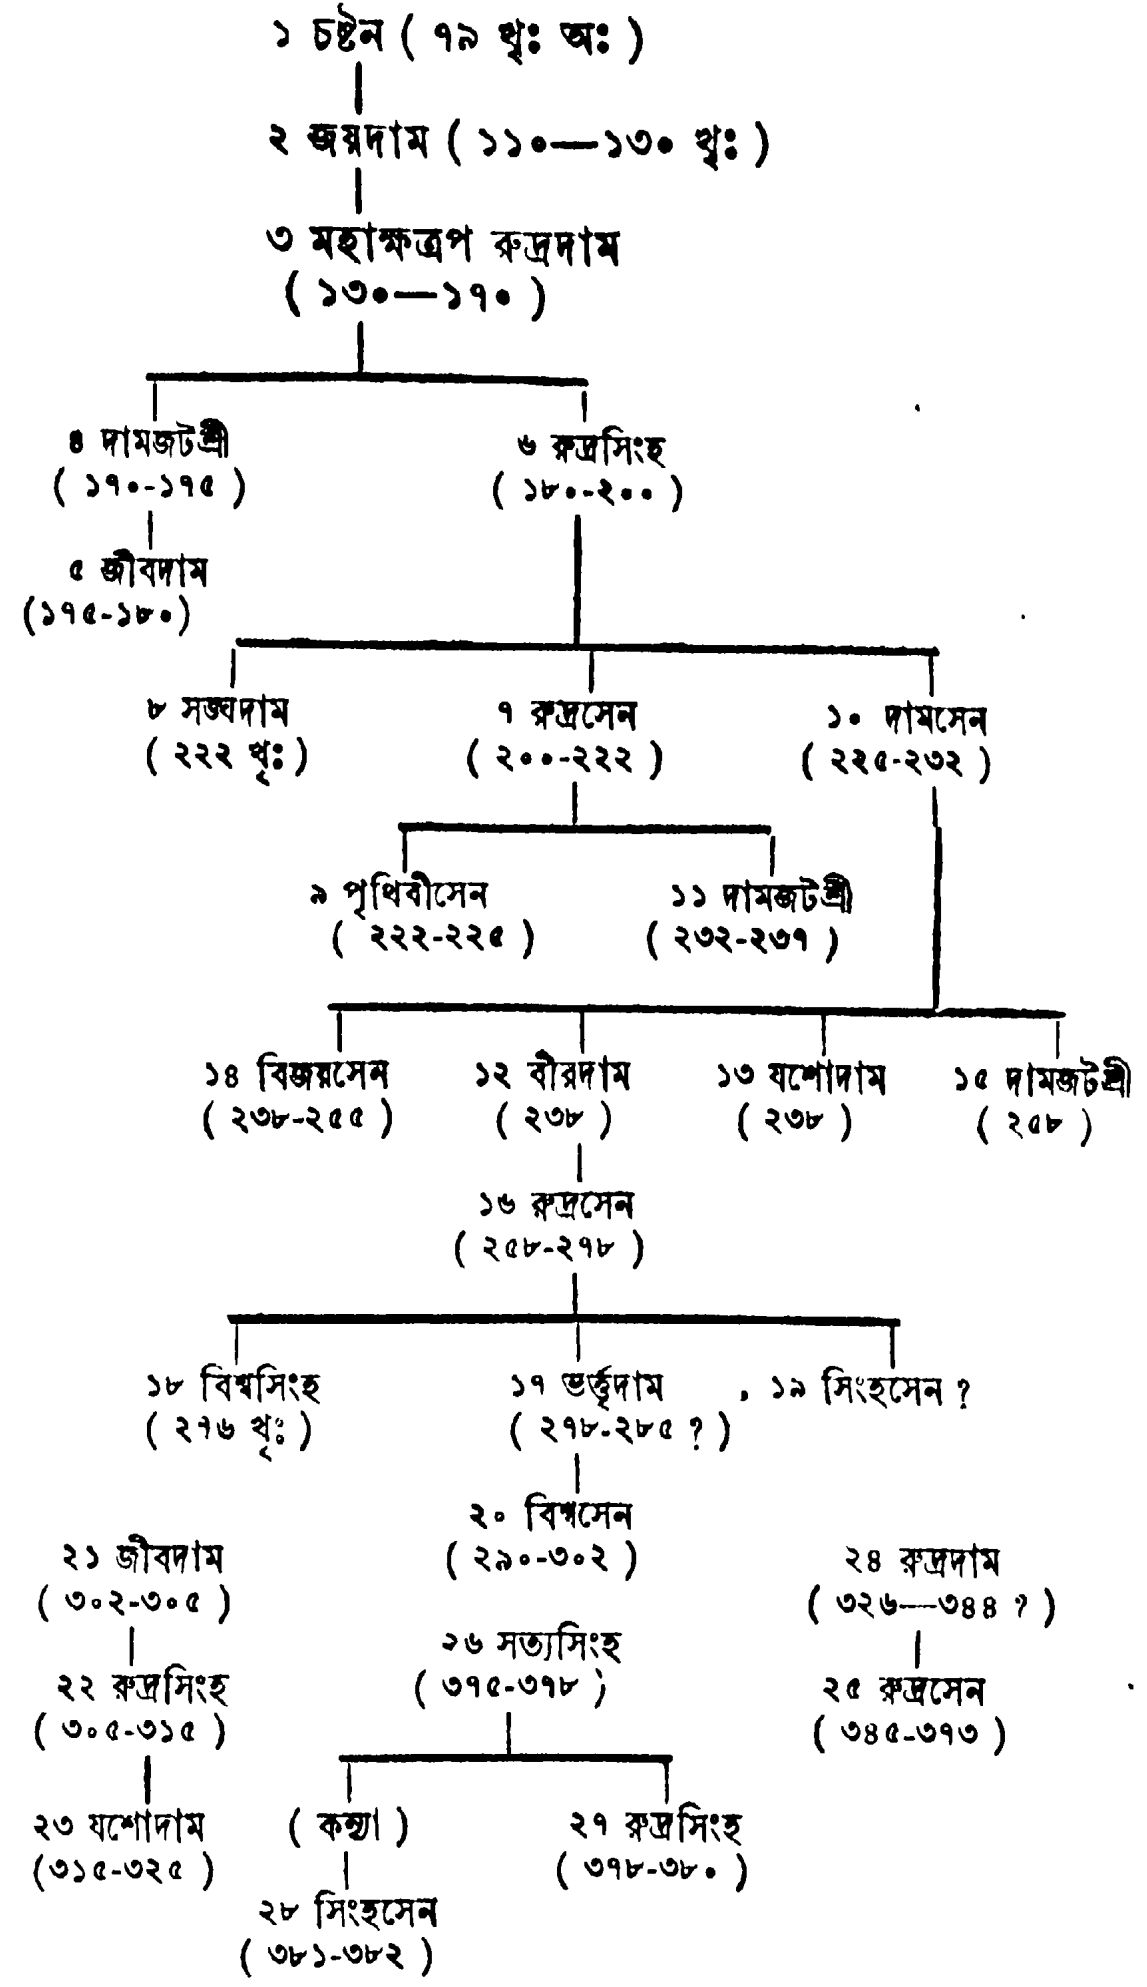 ১ চষ্টন ( ৭৯ খৃঃ অঃ )
২ জয়দাম ( ১১০—১৩০ খৃঃ )
৩ মহাক্ষত্রপ রুদ্রদাম
( ১৩০—১৭০ )
৪ দামজটশ্রী ৬ রুদ্রসিংহ
( ১৭০-১৭৫ ) ( ১৮০-২০০ )
৫ জীবদাম
(১৭৫-১৮০)
৮ সঙ্ঘদাম ৭ রুদ্রসেন ১০ দামসেন
( ২২২ খৃঃ ) ( ২০০-২২২ ) ( ২২৫-২৩২ )
৯ পৃথিবীসেন ১১ দামজটশ্রী
( ২২২-২২৫ ) ( ২৩২-২৩৭ )
১৪ বিজয়সেন ১২ বীরদাম ১৩ যশোদাম ১৫ দামজটশ্রী
( ২৩৮-২৫৫ ) ( ২৩৮ ) ( ২৩৮ ) ( ২৫৮ )
১৬ রুদ্রসেন
( ২৫৮-২৭৮ )
১৮ বিশ্বসিংহ ১৭ ভর্ত্তৃদাম , ১৯ সিংহসেন ?
( ২৭৬ খৃঃ ) ( ২৭৮-২৮৫ ? )
২০ বিশ্বসেন
( ২৯০-৩০২ )
২১ জীবদাম ২৪ রুদ্রদাম
( ৩০২-৩০৫ ) ( ৩২৬—৩৪৪ ? )
২৬ সত্যসিংহ
( ৩৭৫-৩৭৮ )
২২ রুদ্রসিংহ ২৫ রুদ্রসেন
( ৩০৫-৩১৫ ) ( ৩৪৫-৩৭৩ )
২৩ যশোদাম ( কন্যা ) ২৭ রুদ্রসিংহ
(৩১৫-৩২৫ ) ( ৩৭৮-৩৮০ )
২৮ সিংহসেন
( ৩৮১-৩৮২ )